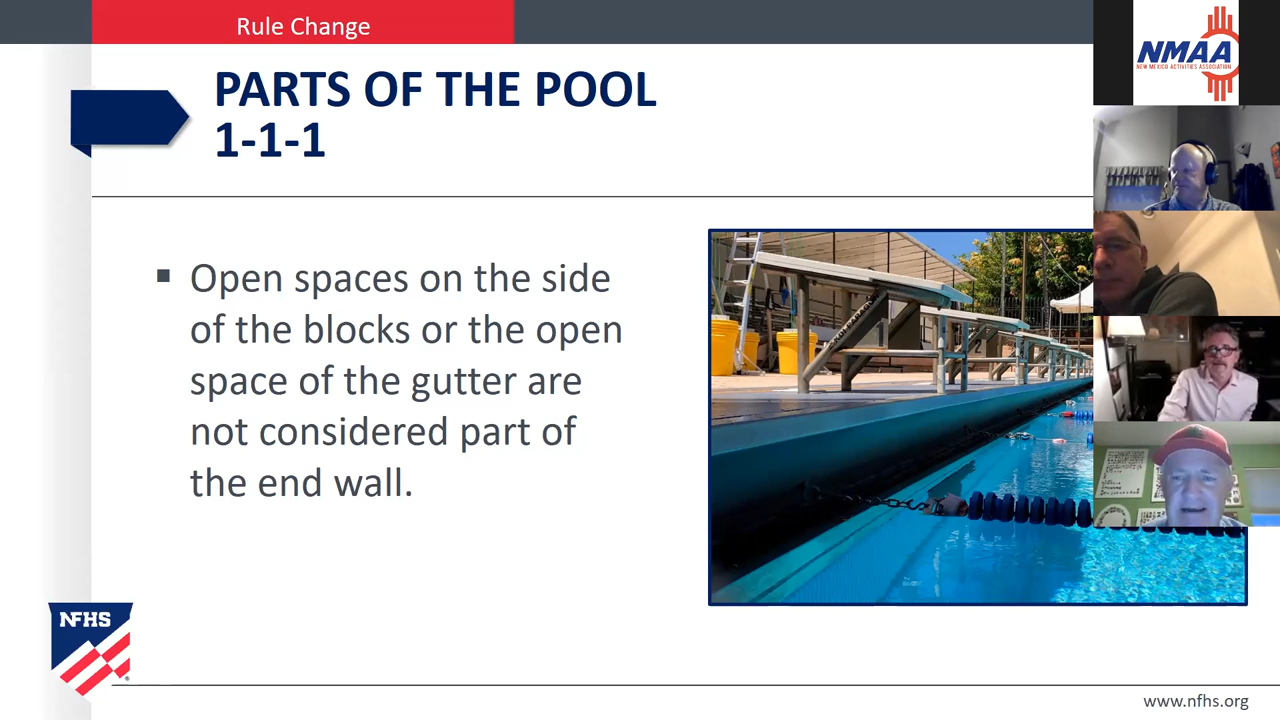 Rule Change
PARTS OF THE POOL
1-1-1
Open spaces on the side
of the blocks or the open
space of the gutter are
not considered part of
the end wall.
NFHS
www.nfhs.org
NMAA
NEW MEXICO ACTIVITIES ASSOCIATION